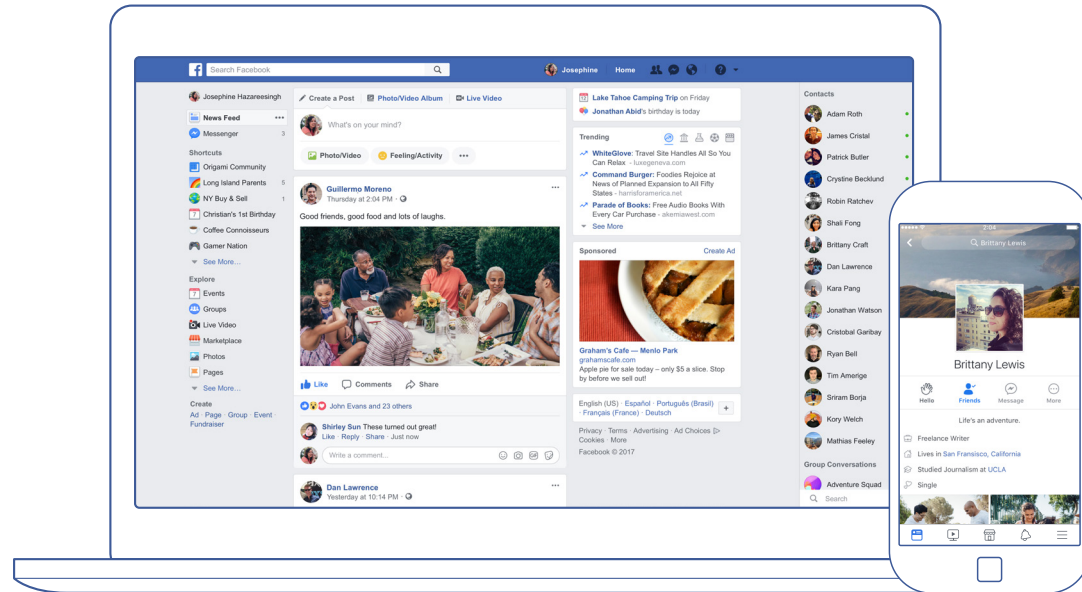 f Search Facebook
Josephine Home
Josephine Hazareesingh
News Feed
Messenger 3
Shortcuts
Origami Community
Long Island Parents 5
NY Buy & Sell 1
7 Christian's 1st Birthday
Coffee Connoisseurs
Gamer Nation
See More...
Explore
7 Events
Groups
Live Video
Marketplace
Photos
Pages
See More...
Create
Ad · Page · Group · Event ·
Fundraiser
Create a Post Photo/Video Album Live Video
What's on your mind?
Photo/Video Feeling/Activity
Guillermo Moreno
Thursday at 2:04 PM ·
Good friends, good food and lots of laughs.
Like Comments Share
John Evans and 23 others
Shirley Sun These turned out great!
Like · Reply · Share · Just now
Write a comment...
Dan Lawrence
Yesterday at 10:14 PM ·
12 Lake Tahoe Camping Trip on Friday
Jonathan Abid's birthday is today
Trending
WhiteGlove: Travel Site Handles All So You
Can Relax - luxegeneva.com
Command Burger: Foodies Rejoice at
News of Planned Expansion to All Fifty
States - harrisforamerica.net
Parade of Books: Free Audio Books With
Every Car Purchase - akemiawest.com
See More
Sponsored Create Ad
Graham's Cafe — Menlo Park
grahamscafe.com
Apple pie for sale today – only $5 a slice. Stop
by before we sell out!
English (US) · Español · Português (Brasil)
· Français (France) · Deutsch
Privacy · Terms · Advertising · Ad Choices
Cookies · More
Facebook © 2017
Contacts
Adam Roth
James Cristal
Patrick Butler
Crystine Becklund
Robin Ratchev
Shali Fong
Brittany Craft
Dan Lawrence
Kara Pang
Jonathan Watson
Cristobal Garibay
Ryan Bell
Tim Amerige
Sriram Borja
Kory Welch
Mathias Feeley
Group Conversations
Adventure Squad
Search
2:04
Brittany Lewis
Brittany Lewis
Hello Friends Message More
Life's an adventure.
Freelance Writer
Lives in San Fransisco, California
Studied Journalism at UCLA
Single